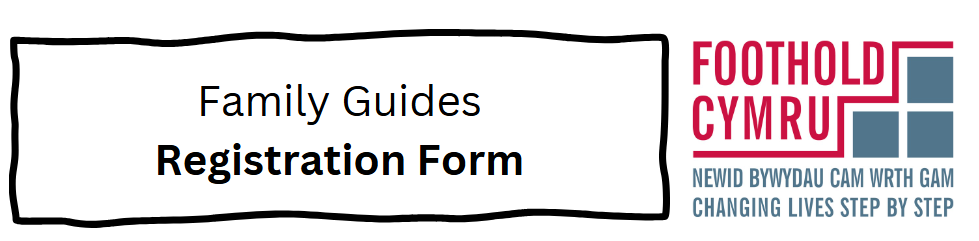 Family Guides
Registration Form
FOOTHOLD
CYMRU
NEWID BYWYDAU CAM WRTH GAM
CHANGING LIVES STEP BY STEP